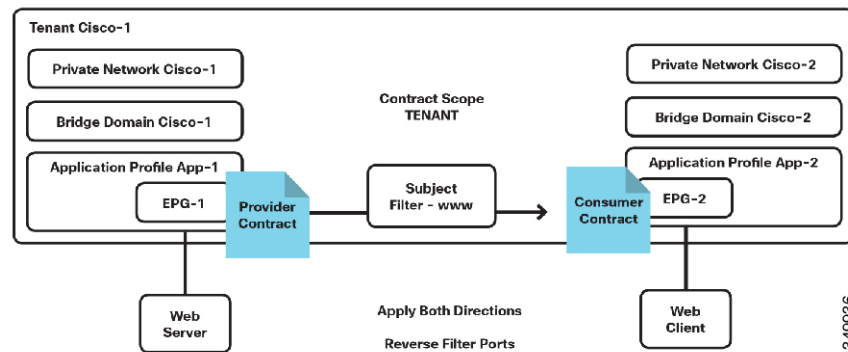 Tenant Cisco-1
Private Network Cisco-1
Bridge Domain Cisco-1
Application Profile App-1
EPG-1
Provider
Contract
Contract Scope
TENANT
Subject
Filter - www
Private Network Cisco-2
Bridge Domain Cisco-2
Application Profile App-2
Consumer
Contract
EPG-2
Web
Server
Apply Both Directions
Reverse Filter Ports
Web
Client
349036